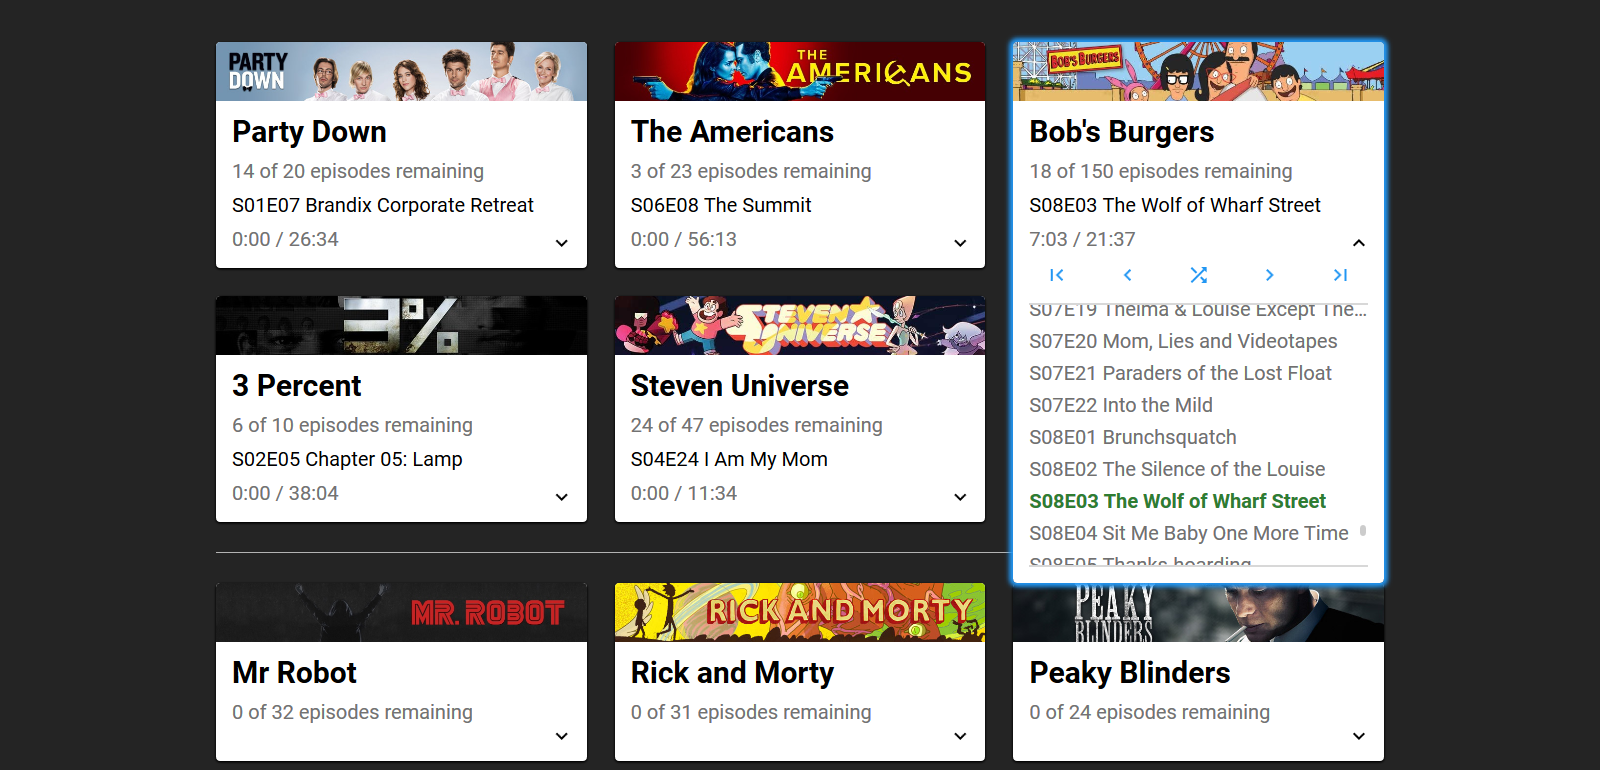 PARTY
DOWN
Party Down
14 of 20 episodes remaining
S01E07 Brandix Corporate Retreat
0:00 / 26:34
THE
AMERICANS
The Americans
3 of 23 episodes remaining
S06E08 The Summit
0:00 / 56:13
BOB'S BURGERS
Bob's Burgers
18 of 150 episodes remaining
S08E03 The Wolf of Wharf Street
7:03 / 21:37
S07E19 Thelma & Louise Except The...
S07E20 Mom, Lies and Videotapes
S07E21 Paraders of the Lost Float
S07E22 Into the Mild
S08E01 Brunchsquatch
S08E02 The Silence of the Louise
S08E03 The Wolf of Wharf Street
S08E04 Sit Me Baby One More Time
S08E05 Thanks-hoarding
3%
3 Percent
6 of 10 episodes remaining
S02E05 Chapter 05: Lamp
0:00 / 38:04
STEVEN
UNIVERSE
Steven Universe
24 of 47 episodes remaining
S04E24 I Am My Mom
0:00 / 11:34
MR. ROBOT
Mr Robot
0 of 32 episodes remaining
RICK AND MORTY
Rick and Morty
0 of 31 episodes remaining
PEAKY
BLINDERS
Peaky Blinders
0 of 24 episodes remaining